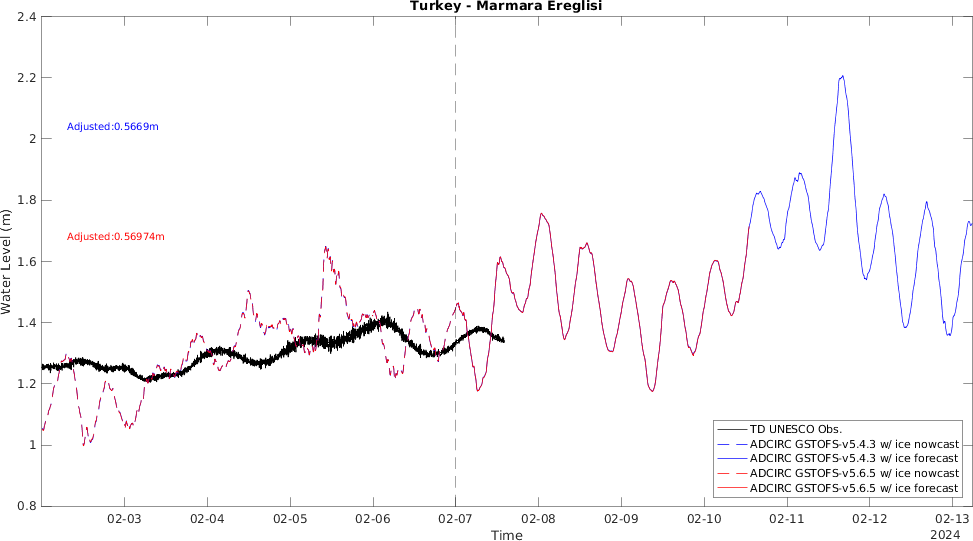 Turkey - Marmara Ereglisi
2.4
2.2
2
1.8
1.6
1.4
1.2
1
0.8
Water Level (m)
Adjusted:0.5669m
Adjusted:0.56974m
TD UNESCO Obs.
ADCIRC GSTOFS-v5.4.3 w/ ice nowcast
ADCIRC GSTOFS-v5.4.3 w/ ice forecast
ADCIRC GSTOFS-v5.6.5 w/ ice nowcast
ADCIRC GSTOFS-v5.6.5 w/ ice forecast
02-03 02-04 02-05 02-06 02-07 02-08 02-09 02-10 02-11 02-12 02-13
Time
2024